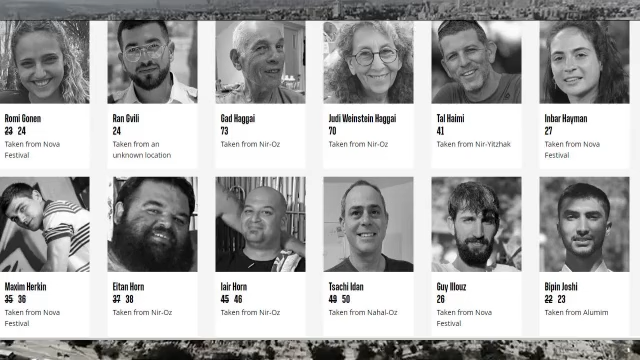 Romi Gonen
23 24
Taken from Nova
Festival
Ran Gvili
24
Taken from an
unknown location
Gad Haggai
73
Taken from Nir-Oz
Judi Weinstein Haggai
70
Taken from Nir-Oz
Tal Haimi
41
Taken from Nir-Yitzhak
Inbar Hayman
27
Taken from Nova
Festival
Maxim Herkin
35 36
Taken from Nova
Festival
Eitan Horn
37 38
Taken from Nir-Oz
Iair Horn
45 46
Taken from Nir-Oz
Tsachi Idan
49 50
Taken from Nahal-Oz
Guy Illouz
26
Taken from Nova
Festival
Bipin Joshi
22 23
Taken from Alumim